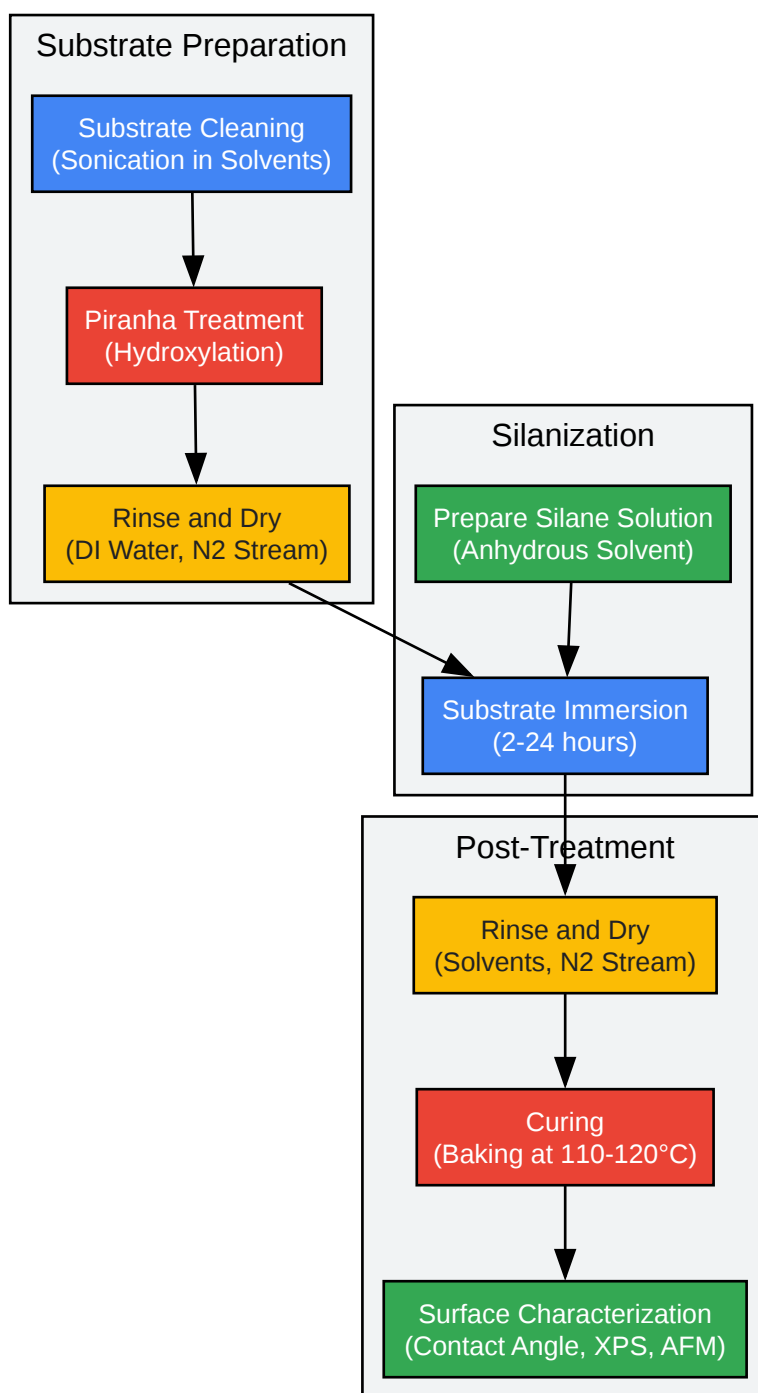 Substrate Preparation
Substrate Cleaning
(Sonication in Solvents)
Piranha Treatment
(Hydroxylation)
Rinse and Dry
(DI Water, N2 Stream)
Silanization
Prepare Silane Solution
(Anhydrous Solvent)
Substrate Immersion
(2-24 hours)
Post-Treatment
Rinse and Dry
(Solvents, N2 Stream)
Curing
(Baking at 110-120°C)
Surface Characterization
(Contact Angle, XPS, AFM)